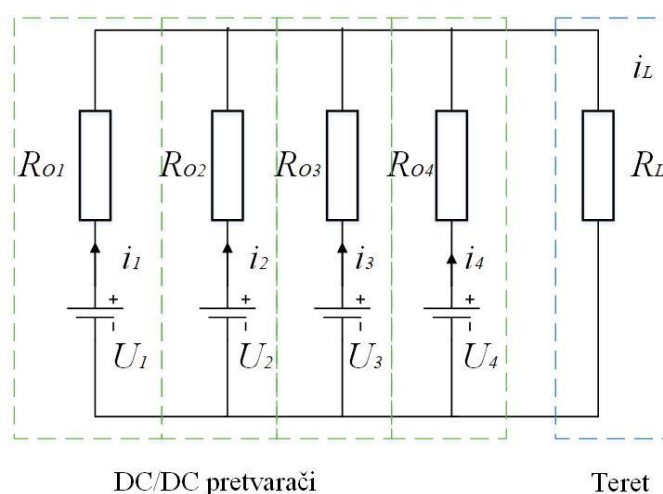 i_L
R_O1 R_O2 R_O3 R_O4 R_L
i_1 i_2 i_3 i_4
+ + + +
- - - -
U_1 U_2 U_3 U_4
DC/DC pretvarači Teret